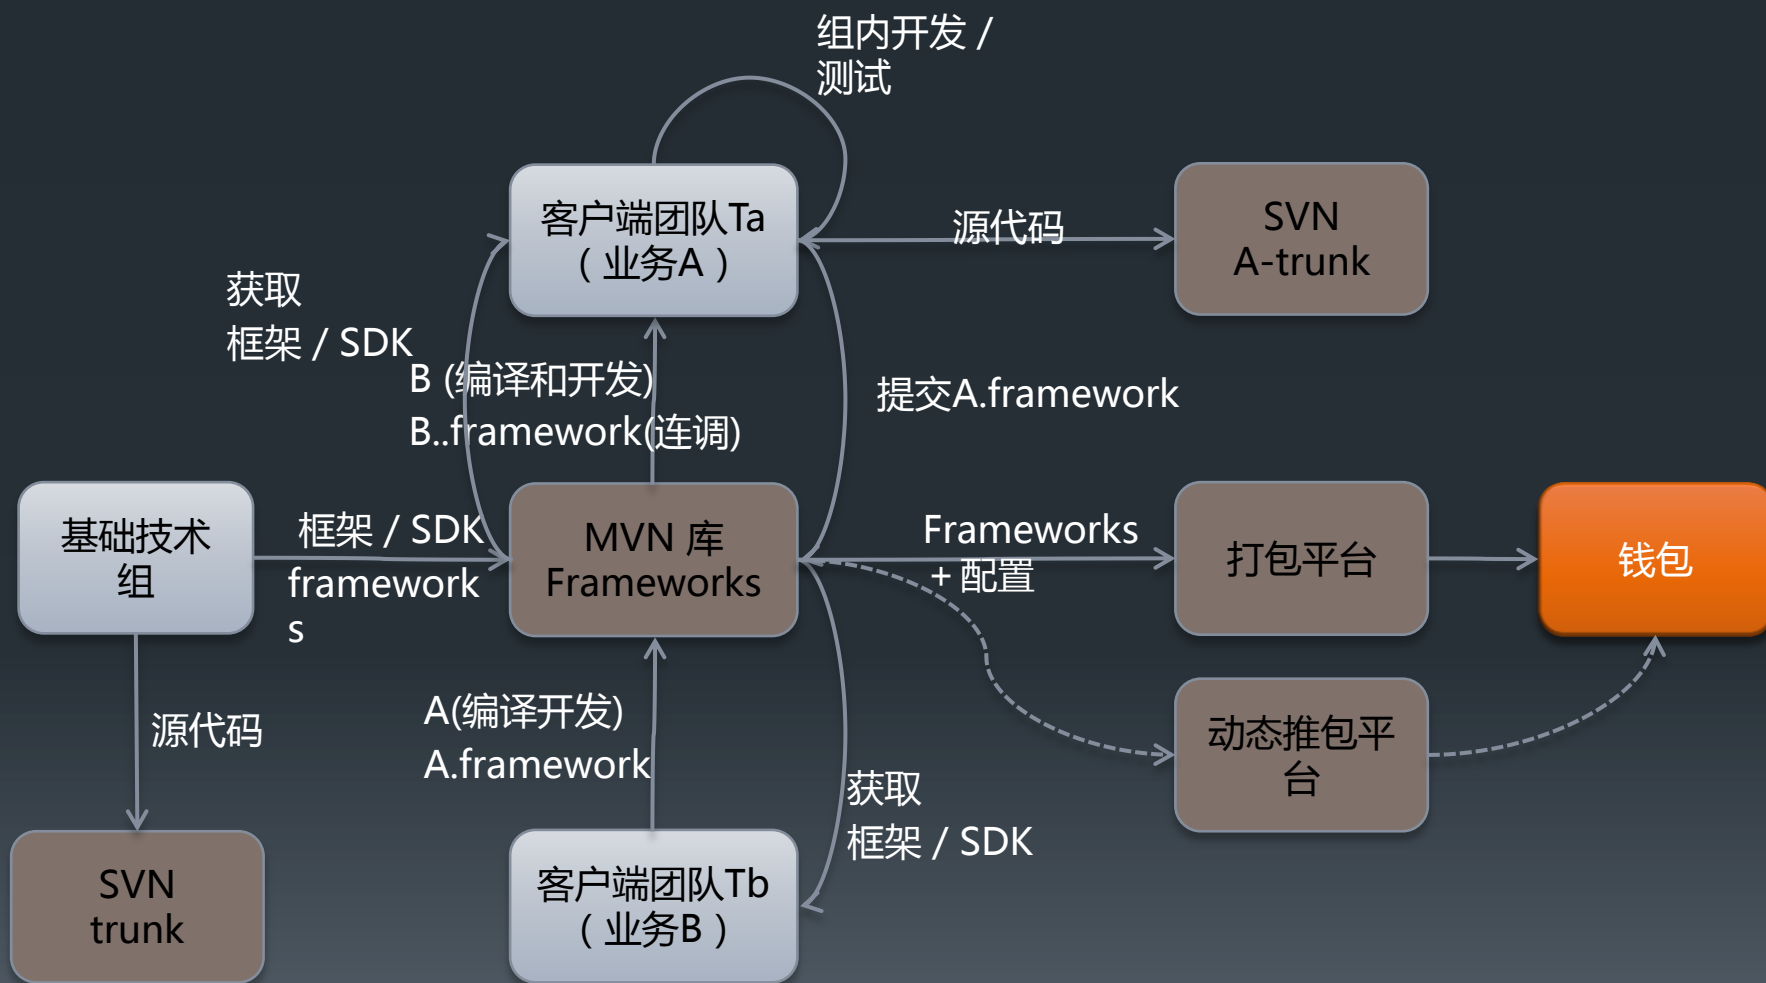 组内开发 /
测试
客户端团队Ta
（业务A）
源代码
SVN
A-trunk
获取
框架 / SDK
B (编译和开发)
B..framework(连调)
提交A.framework
基础技术
组
框架 / SDK
framework
s
MVN 库
Frameworks
Frameworks
+ 配置
打包平台
钱包
源代码
A(编译开发)
A.framework
动态推包平
台
获取
框架 / SDK
SVN
trunk
客户端团队Tb
（业务B）